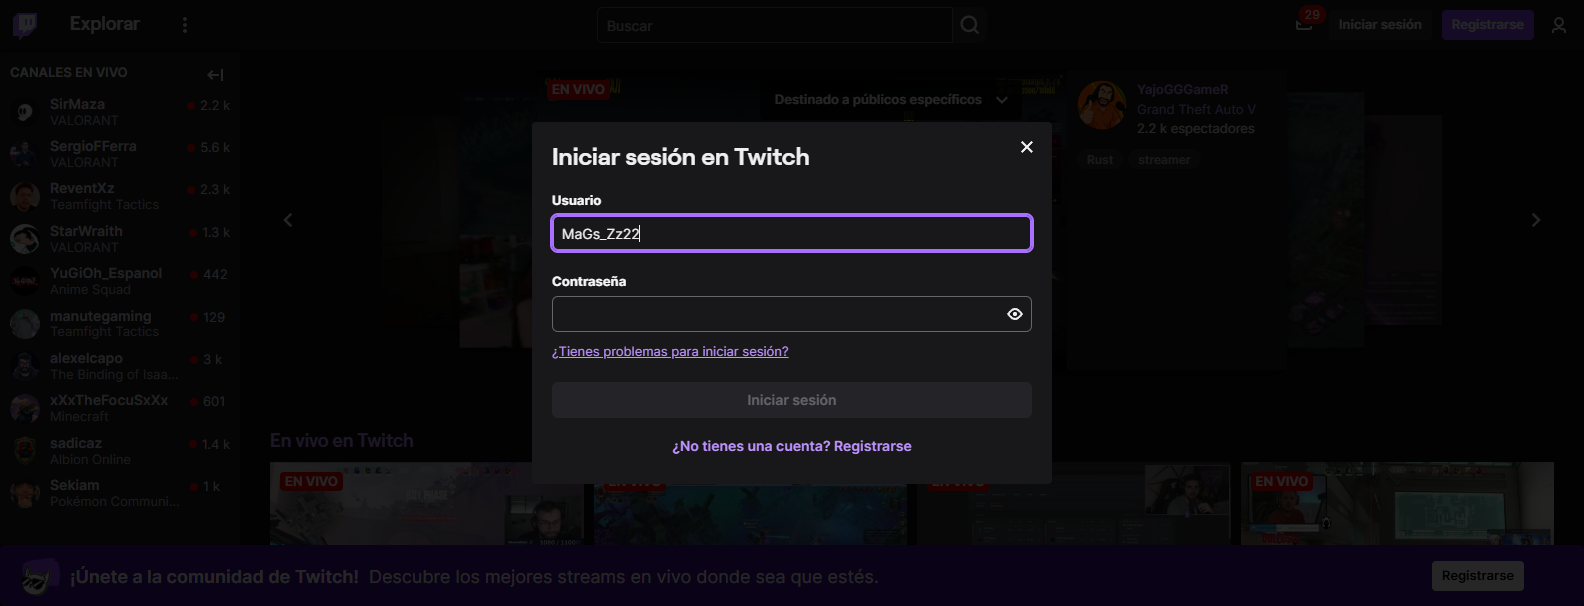 Explorar
Buscar
29
Iniciar sesión
Registrarse
CANALES EN VIVO
SirMaza
2.2 k
VALORANT
SergioFFerra
5.6 k
VALORANT
ReventXz
2.3 k
Teamfight Tactics
StarWraith
1.3 k
VALORANT
YuGiOh_Espanol
442
Anime Squad
manutegaming
129
Teamfight Tactics
alexelcapo
3 k
The Binding of Isaa...
xXxTheFocuSxXx
601
Minecraft
sadicaz
1.4 k
Albion Online
Sekiam
1 k
Pokémon Communi...
EN VIVO
Destinado a públicos específicos
YajoGGGameR
Grand Theft Auto V
2.2 k espectadores
Rust
streamer
Iniciar sesión en Twitch
Usuario
MaGs_Zz22
Contraseña
¿Tienes problemas para iniciar sesión?
Iniciar sesión
¿No tienes una cuenta? Registrarse
En vivo en Twitch
EN VIVO
EN VIVO
EN VIVO
EN VIVO
¡Únete a la comunidad de Twitch! Descubre los mejores streams en vivo donde sea que estés.
Registrarse